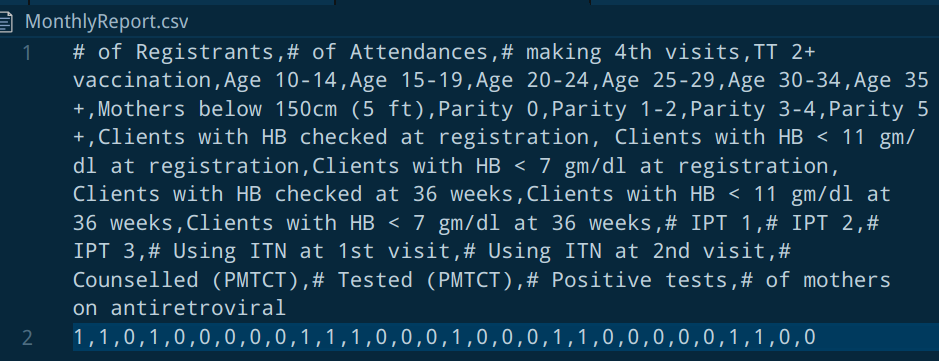 MonthlyReport.csv
1 # of Registrants,# of Attendances,# making 4th visits,TT 2+
vaccination,Age 10-14,Age 15-19,Age 20-24,Age 25-29,Age 30-34,Age 35
+,Mothers below 150cm (5 ft),Parity 0,Parity 1-2,Parity 3-4,Parity 5
+,Clients with HB checked at registration, Clients with HB < 11 gm/
dl at registration,Clients with HB < 7 gm/dl at registration,
Clients with HB checked at 36 weeks,Clients with HB < 11 gm/dl at
36 weeks,Clients with HB < 7 gm/dl at 36 weeks,# IPT 1,# IPT 2,#
IPT 3,# Using ITN at 1st visit,# Using ITN at 2nd visit,#
Counselled (PMTCT),# Tested (PMTCT),# Positive tests,# of mothers
on antiretroviral
2 1,1,0,1,0,0,0,0,0,1,1,1,0,0,0,1,0,0,0,1,1,0,0,0,0,0,1,1,0,0